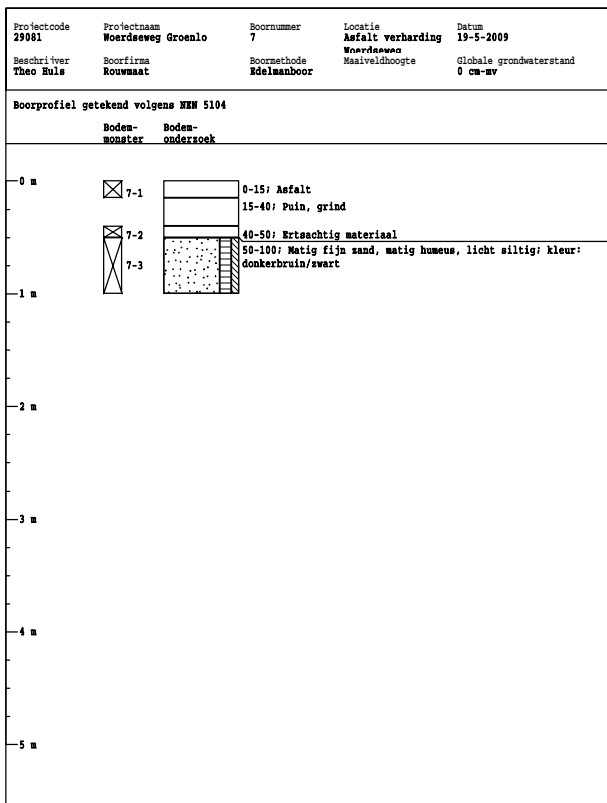 Projectcode Projectnaam Boornummer Locatie Datum
29081 Woerdseweg Groenlo 7 Asfalt verharding 19-5-2009
Woerdseweg
Beschrijver Boorfirma Boormethode Maaiveldhoogte Globale grondwaterstand
Theo Huls Rouwmaat Edelmanboor 0 cm-mv
Boorprofiel getekend volgens NEN 5104
Bodem- Bodem-
monster onderzoek
0 m 0-15; Asfalt
7-1
15-40; Puin, grind
7-2 40-50; Ertsachtig materiaal
50-100; Matig fijn zand, matig humeus, licht siltig; kleur:
7-3 donkerbruin/zwart
1 m
2 m
3 m
4 m
5 m